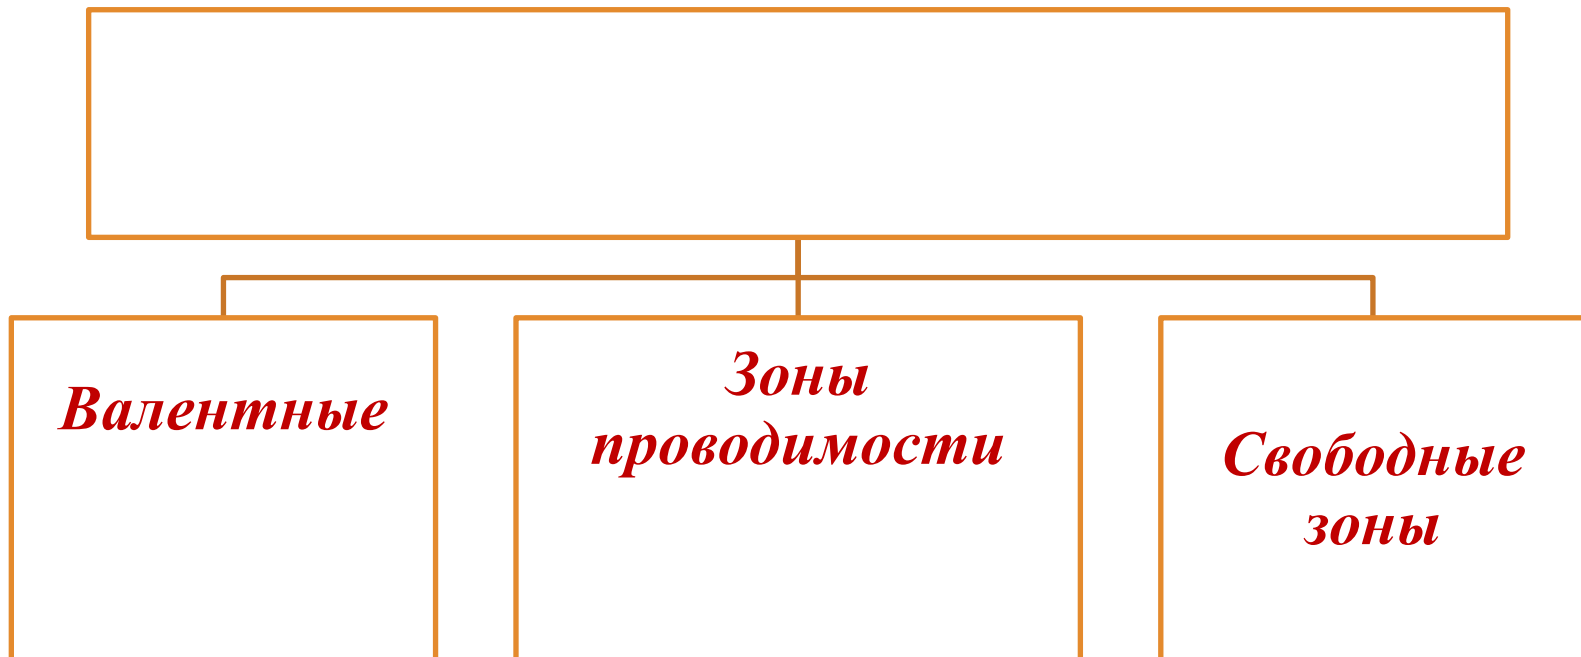 Валентные
Зоны
проводимости
Свободные
зоны